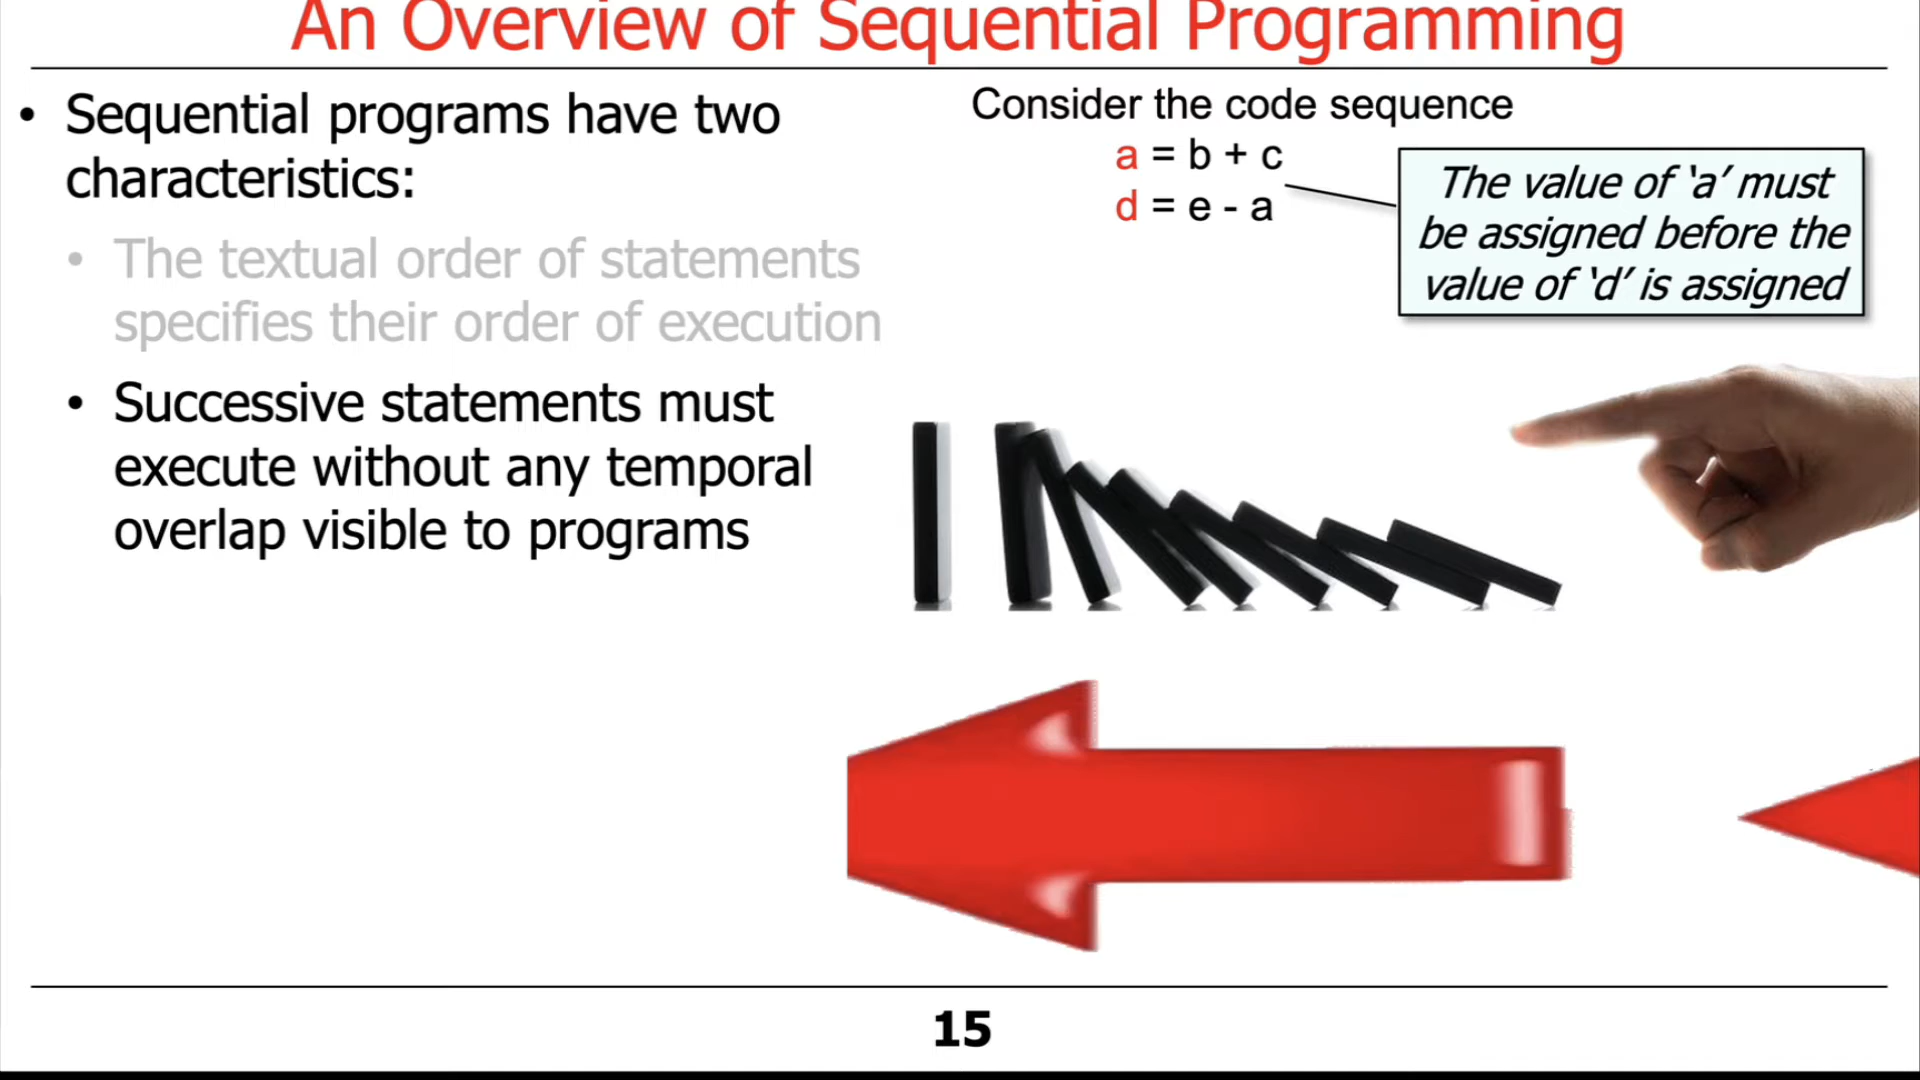 An Overview of Sequential Programming
• Sequential programs have two
characteristics:
• The textual order of statements
specifies their order of execution
• Successive statements must
execute without any temporal
overlap visible to programs
Consider the code sequence
a = b + c
d = e - a
The value of ‘a’ must
be assigned before the
value of ‘d’ is assigned
15